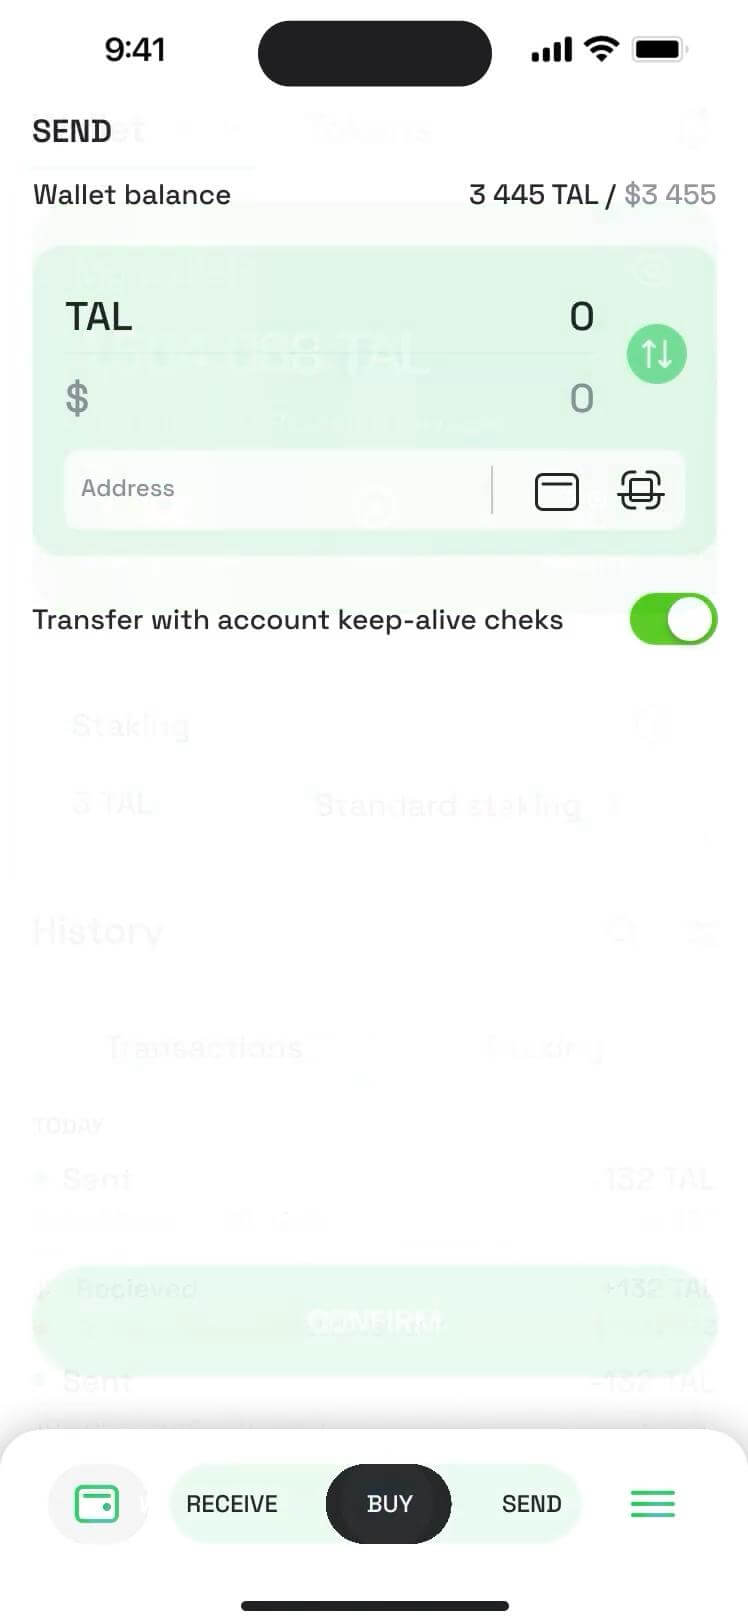 9:41
SEND
Tokens
Wallet balance 3 445 TAL / $3 455
TAL 0
$ 0
Address
Transfer with account keep-alive cheks
Staking
3 TAL Standard staking
History
Transactions
TODAY
Sent 132 TAL
Recieved +132 TAL
CONFIRM
Sent -132 TAL
RECEIVE BUY SEND